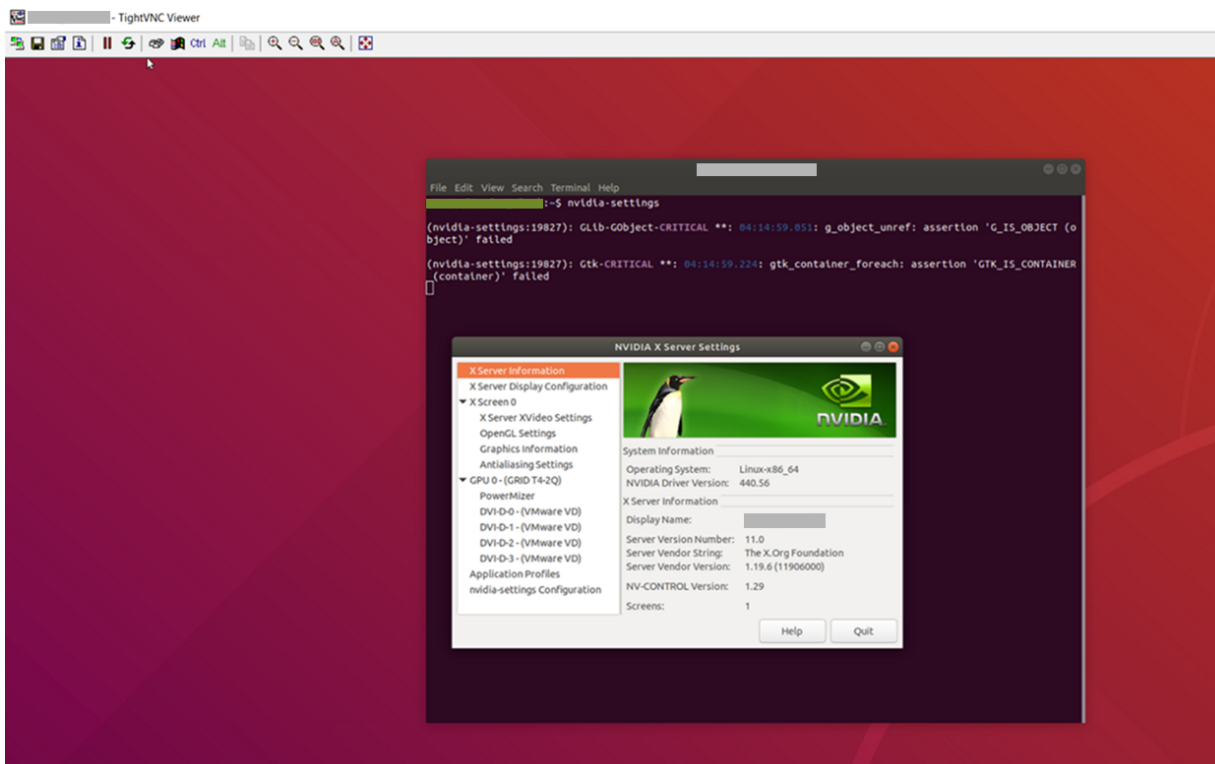 - TightVNC Viewer
Ctrl Alt
File Edit View Search Terminal Help
:~$ nvidia-settings
(nvidia-settings:19827): GLib-GObject-CRITICAL **: 04:14:59.051: g_object_unref: assertion 'G_IS_OBJECT (o
bject)' failed
(nvidia-settings:19827): Gtk-CRITICAL **: 04:14:59.224: gtk_container_foreach: assertion 'GTK_IS_CONTAINER
(container)' failed
NVIDIA X Server Settings
X Server Information
X Server Display Configuration
X Screen 0
X Server XVideo Settings
OpenGL Settings
Graphics Information
Antialiasing Settings
GPU 0 - (GRID T4-2Q)
PowerMizer
DVI-D-0 - (VMware VD)
DVI-D-1 - (VMware VD)
DVI-D-2 - (VMware VD)
DVI-D-3 - (VMware VD)
Application Profiles
nvidia-settings Configuration
NVIDIA
System Information
Operating System: Linux-x86_64
NVIDIA Driver Version: 440.56
X Server Information
Display Name:
Server Version Number: 11.0
Server Vendor String: The X.Org Foundation
Server Vendor Version: 1.19.6 (11906000)
NV-CONTROL Version: 1.29
Screens: 1
Help Quit